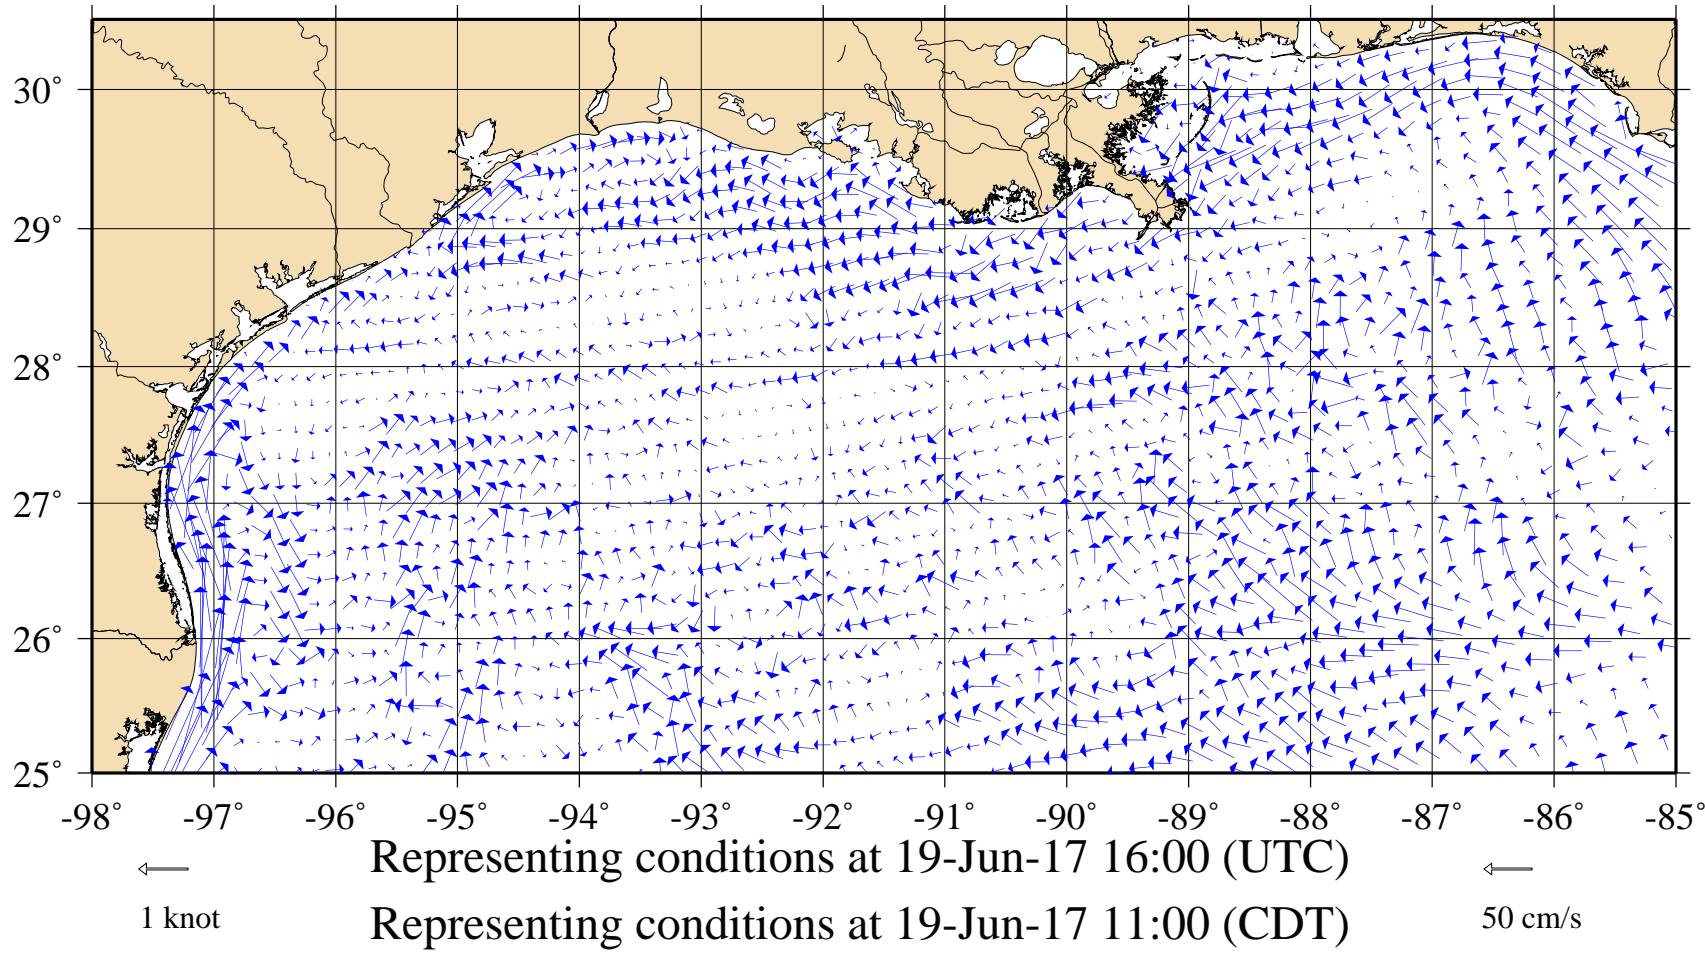 30°
29°
28°
27°
26°
25°
-98° -97° -96° -95° -94° -93° -92° -91° -90° -89° -88° -87° -86° -85°
Representing conditions at 19-Jun-17 16:00 (UTC)
1 knot Representing conditions at 19-Jun-17 11:00 (CDT) 50 cm/s